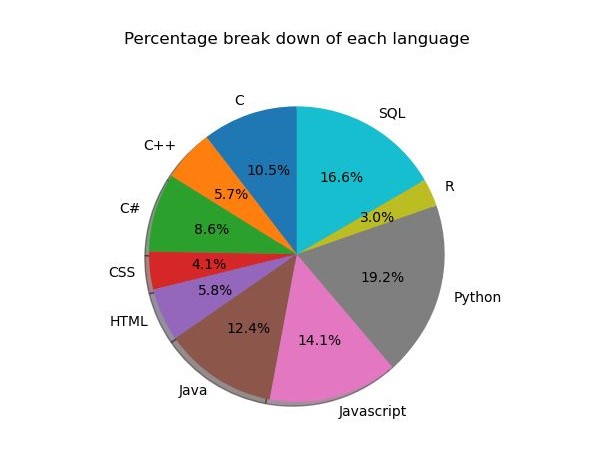 Percentage break down of each language
C
SQL
C++
R
C#
CSS
HTML
Python
Java
Javascript
10.5%
16.6%
5.7%
3.0%
8.6%
4.1%
19.2%
5.8%
12.4%
14.1%